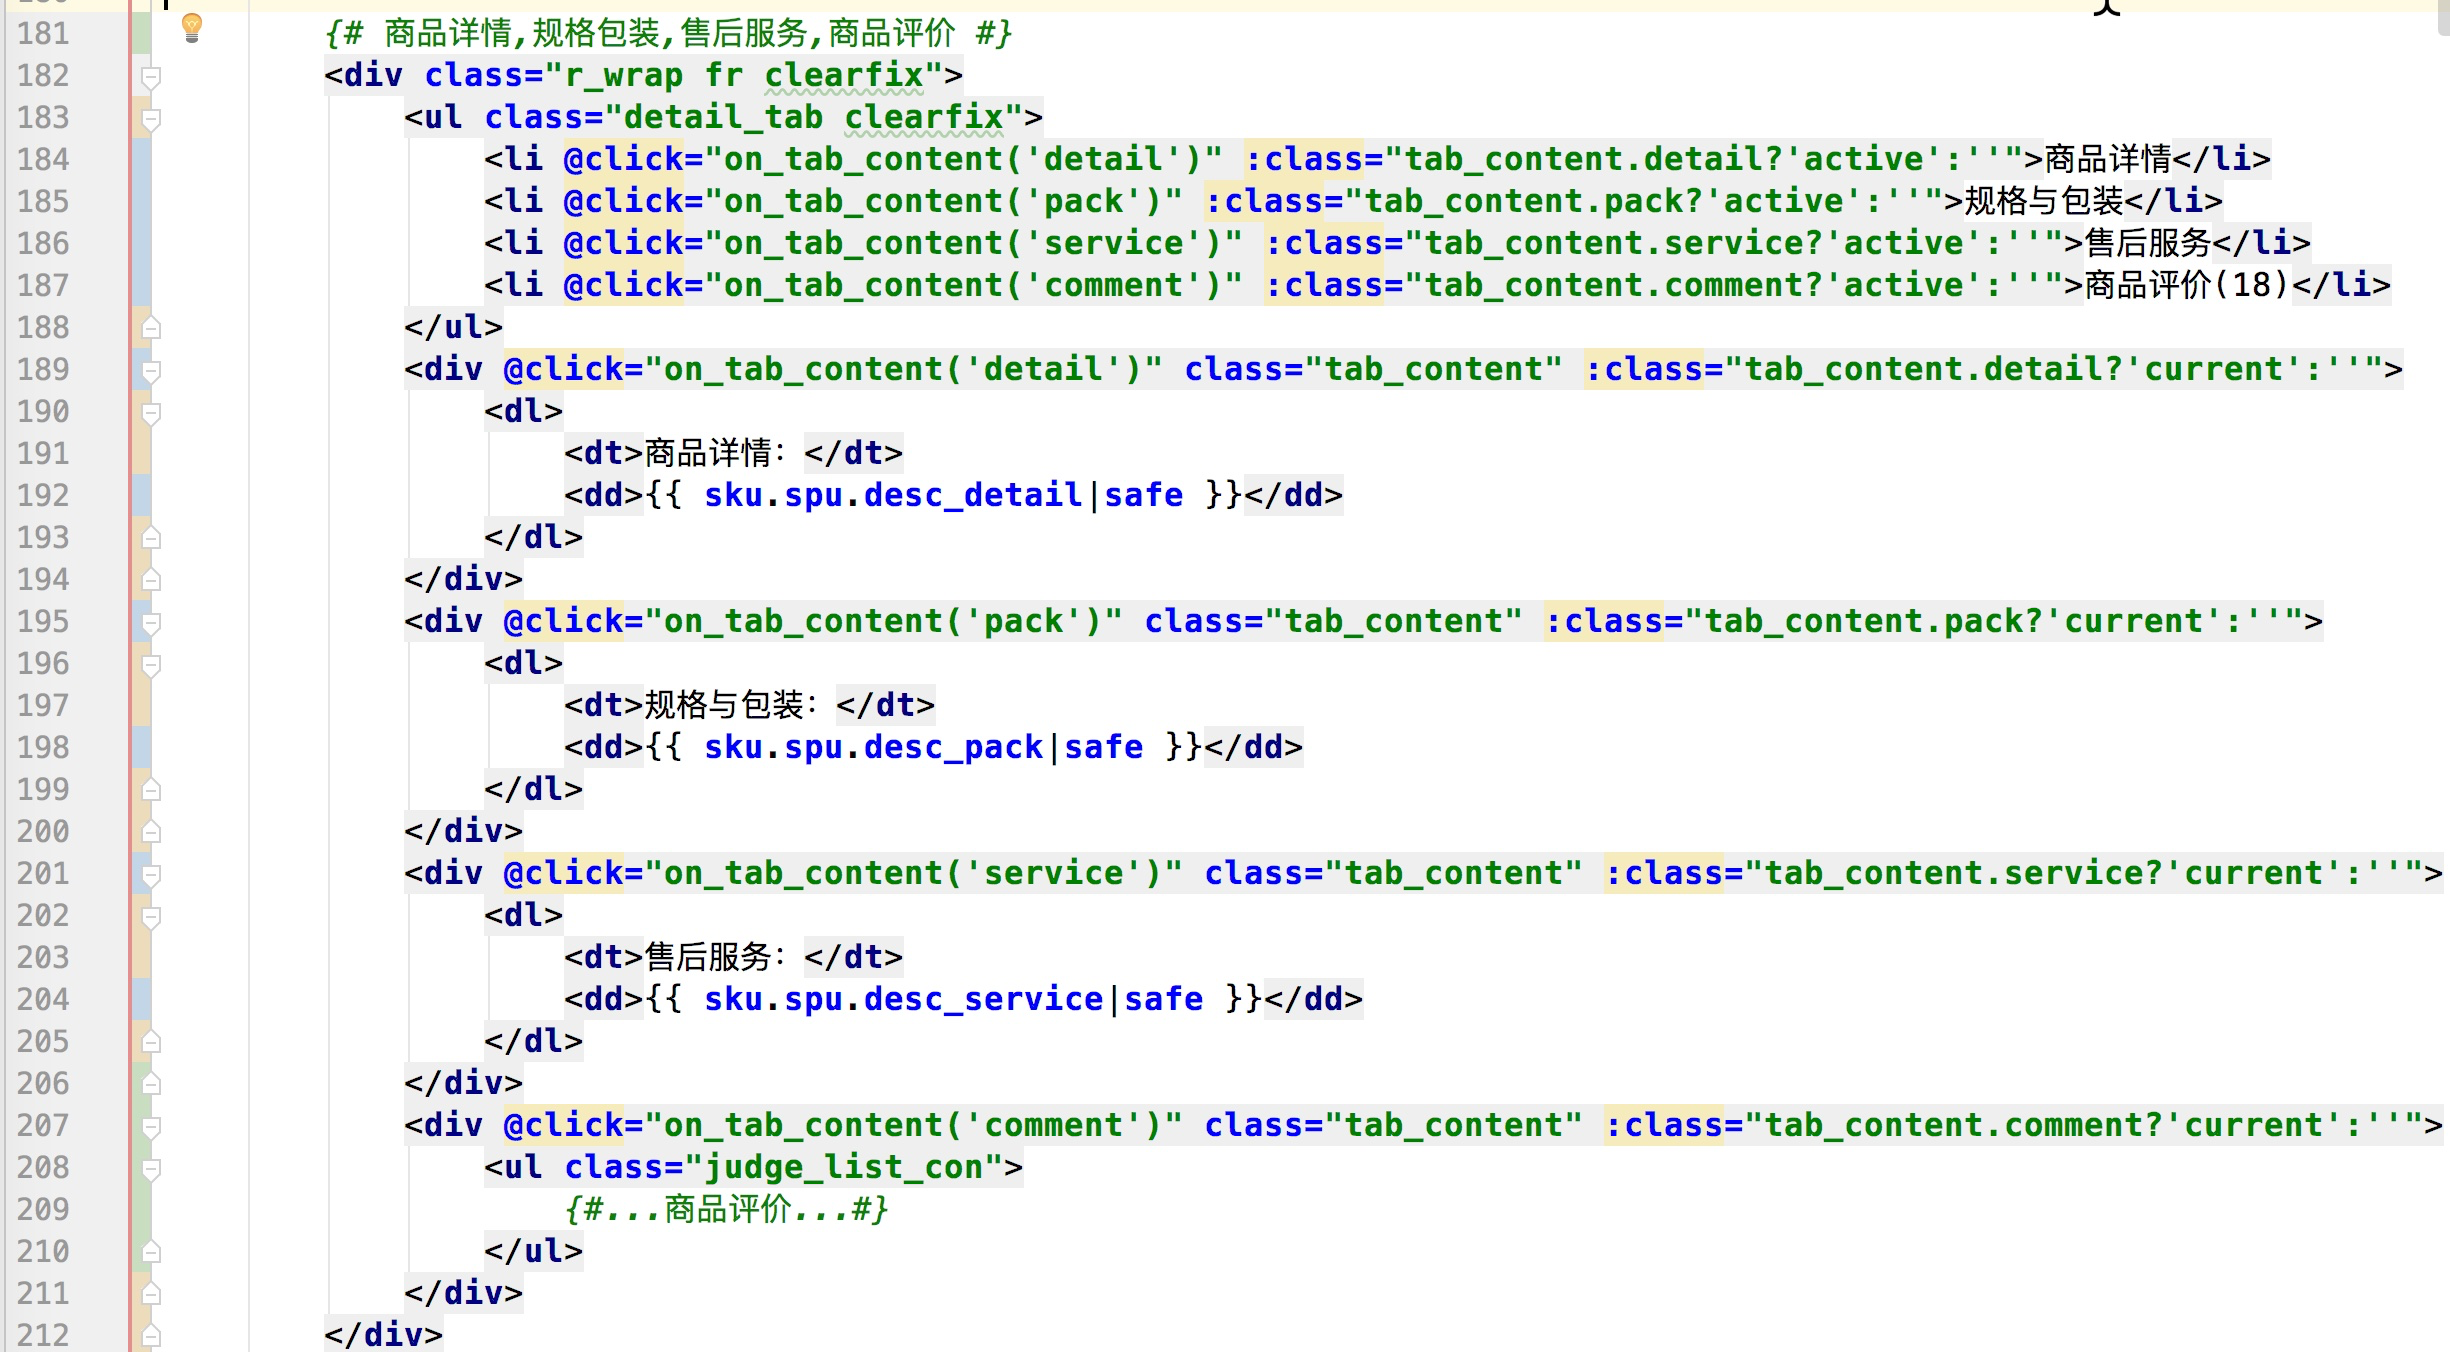 181 {# 商品详情,规格包装,售后服务,商品评价 #}
182 <div class="r_wrap fr clearfix">
183 <ul class="detail_tab clearfix">
184 <li @click="on_tab_content('detail')" :class="tab_content.detail?'active':''">商品详情</li>
185 <li @click="on_tab_content('pack')" :class="tab_content.pack?'active':''">规格与包装</li>
186 <li @click="on_tab_content('service')" :class="tab_content.service?'active':''">售后服务</li>
187 <li @click="on_tab_content('comment')" :class="tab_content.comment?'active':''">商品评价(18)</li>
188 </ul>
189 <div @click="on_tab_content('detail')" class="tab_content" :class="tab_content.detail?'current':''">
190 <dl>
191 <dt>商品详情：</dt>
192 <dd>{{ sku.spu.desc_detail|safe }}</dd>
193 </dl>
194 </div>
195 <div @click="on_tab_content('pack')" class="tab_content" :class="tab_content.pack?'current':''">
196 <dl>
197 <dt>规格与包装：</dt>
198 <dd>{{ sku.spu.desc_pack|safe }}</dd>
199 </dl>
200 </div>
201 <div @click="on_tab_content('service')" class="tab_content" :class="tab_content.service?'current':''">
202 <dl>
203 <dt>售后服务：</dt>
204 <dd>{{ sku.spu.desc_service|safe }}</dd>
205 </dl>
206 </div>
207 <div @click="on_tab_content('comment')" class="tab_content" :class="tab_content.comment?'current':''">
208 <ul class="judge_list_con">
209 {#...商品评价...#}
210 </ul>
211 </div>
212 </div>